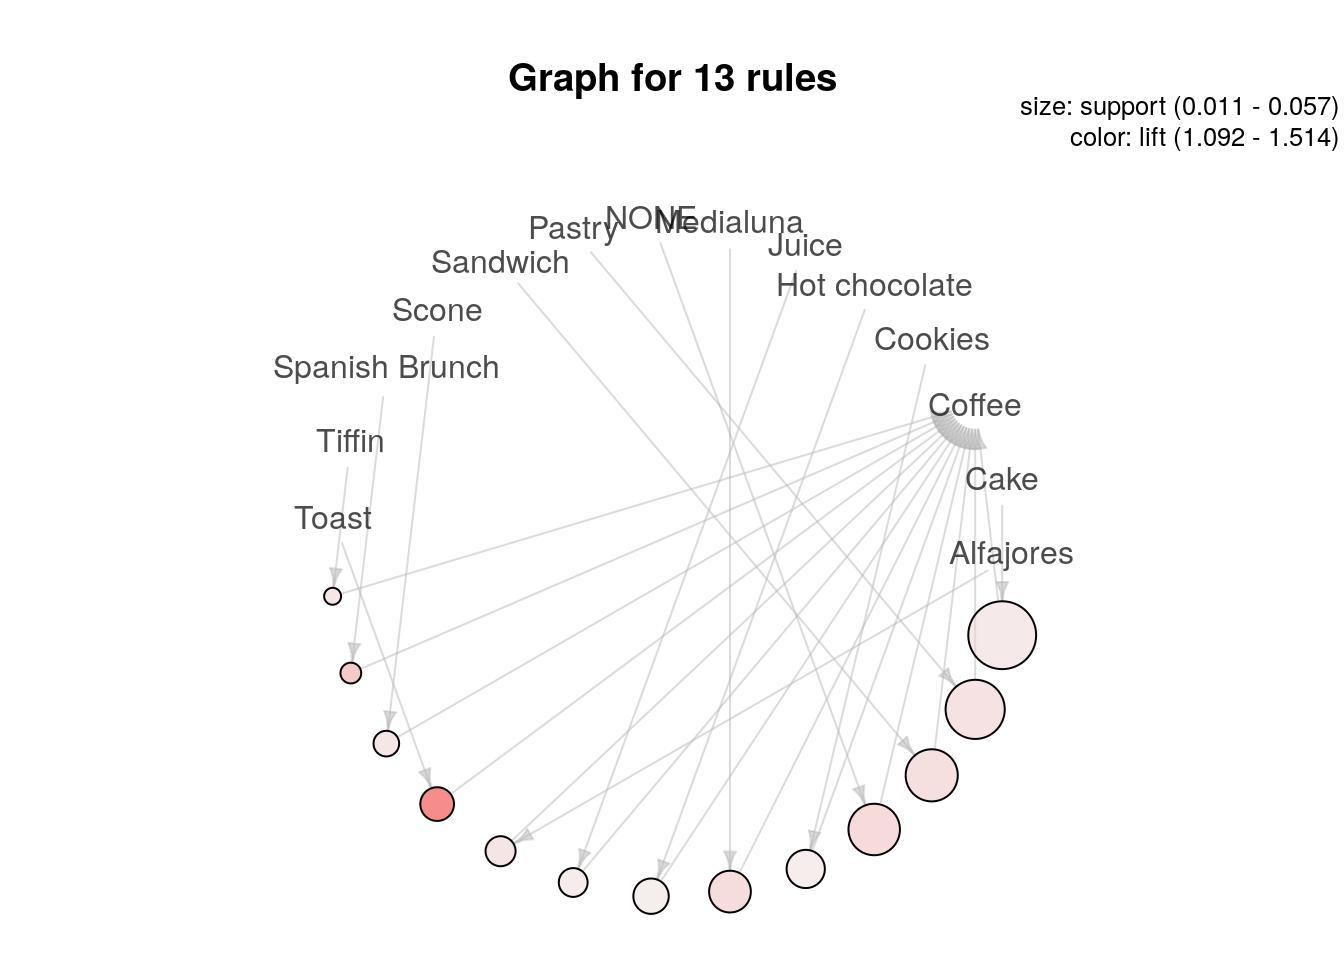 Graph for 13 rules
size: support (0.011 - 0.057)
color: lift (1.092 - 1.514)
NONE
Medialuna
Pastry
Juice
Sandwich
Hot chocolate
Scone
Cookies
Spanish Brunch
Coffee
Tiffin
Cake
Toast
Alfajores